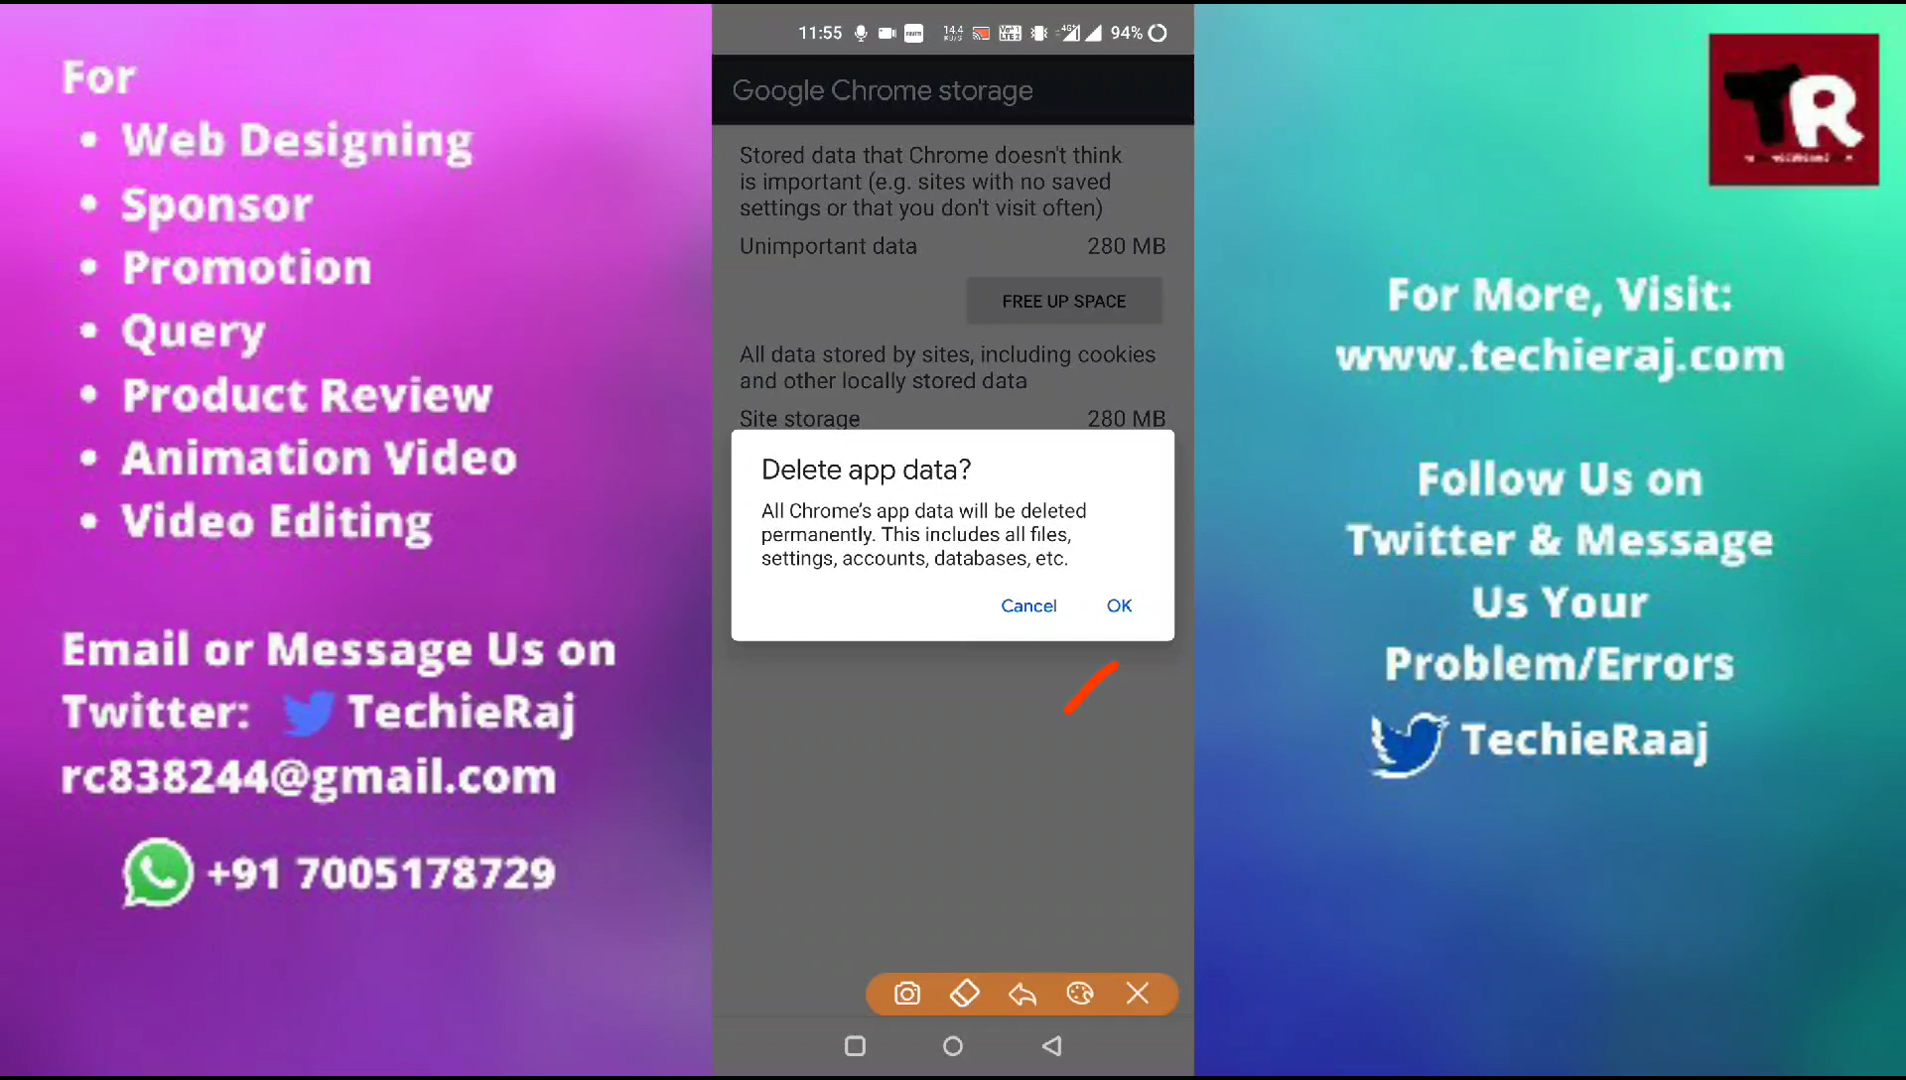 For
• Web Designing
• Sponsor
• Promotion
• Query
• Product Review
• Animation Video
• Video Editing
Email or Message Us on
Twitter: TechieRaj
rc838244@gmail.com
+91 7005178729
11:55
14.4
KB/S
4G+
94%
Google Chrome storage
Stored data that Chrome doesn't think
is important (e.g. sites with no saved
settings or that you don't visit often)
Unimportant data 280 MB
FREE UP SPACE
All data stored by sites, including cookies
and other locally stored data
Site storage 280 MB
Delete app data?
All Chrome's app data will be deleted
permanently. This includes all files,
settings, accounts, databases, etc.
Cancel OK
TR
For More, Visit:
www.techieraj.com
Follow Us on
Twitter & Message
Us Your
Problem/Errors
TechieRaaj